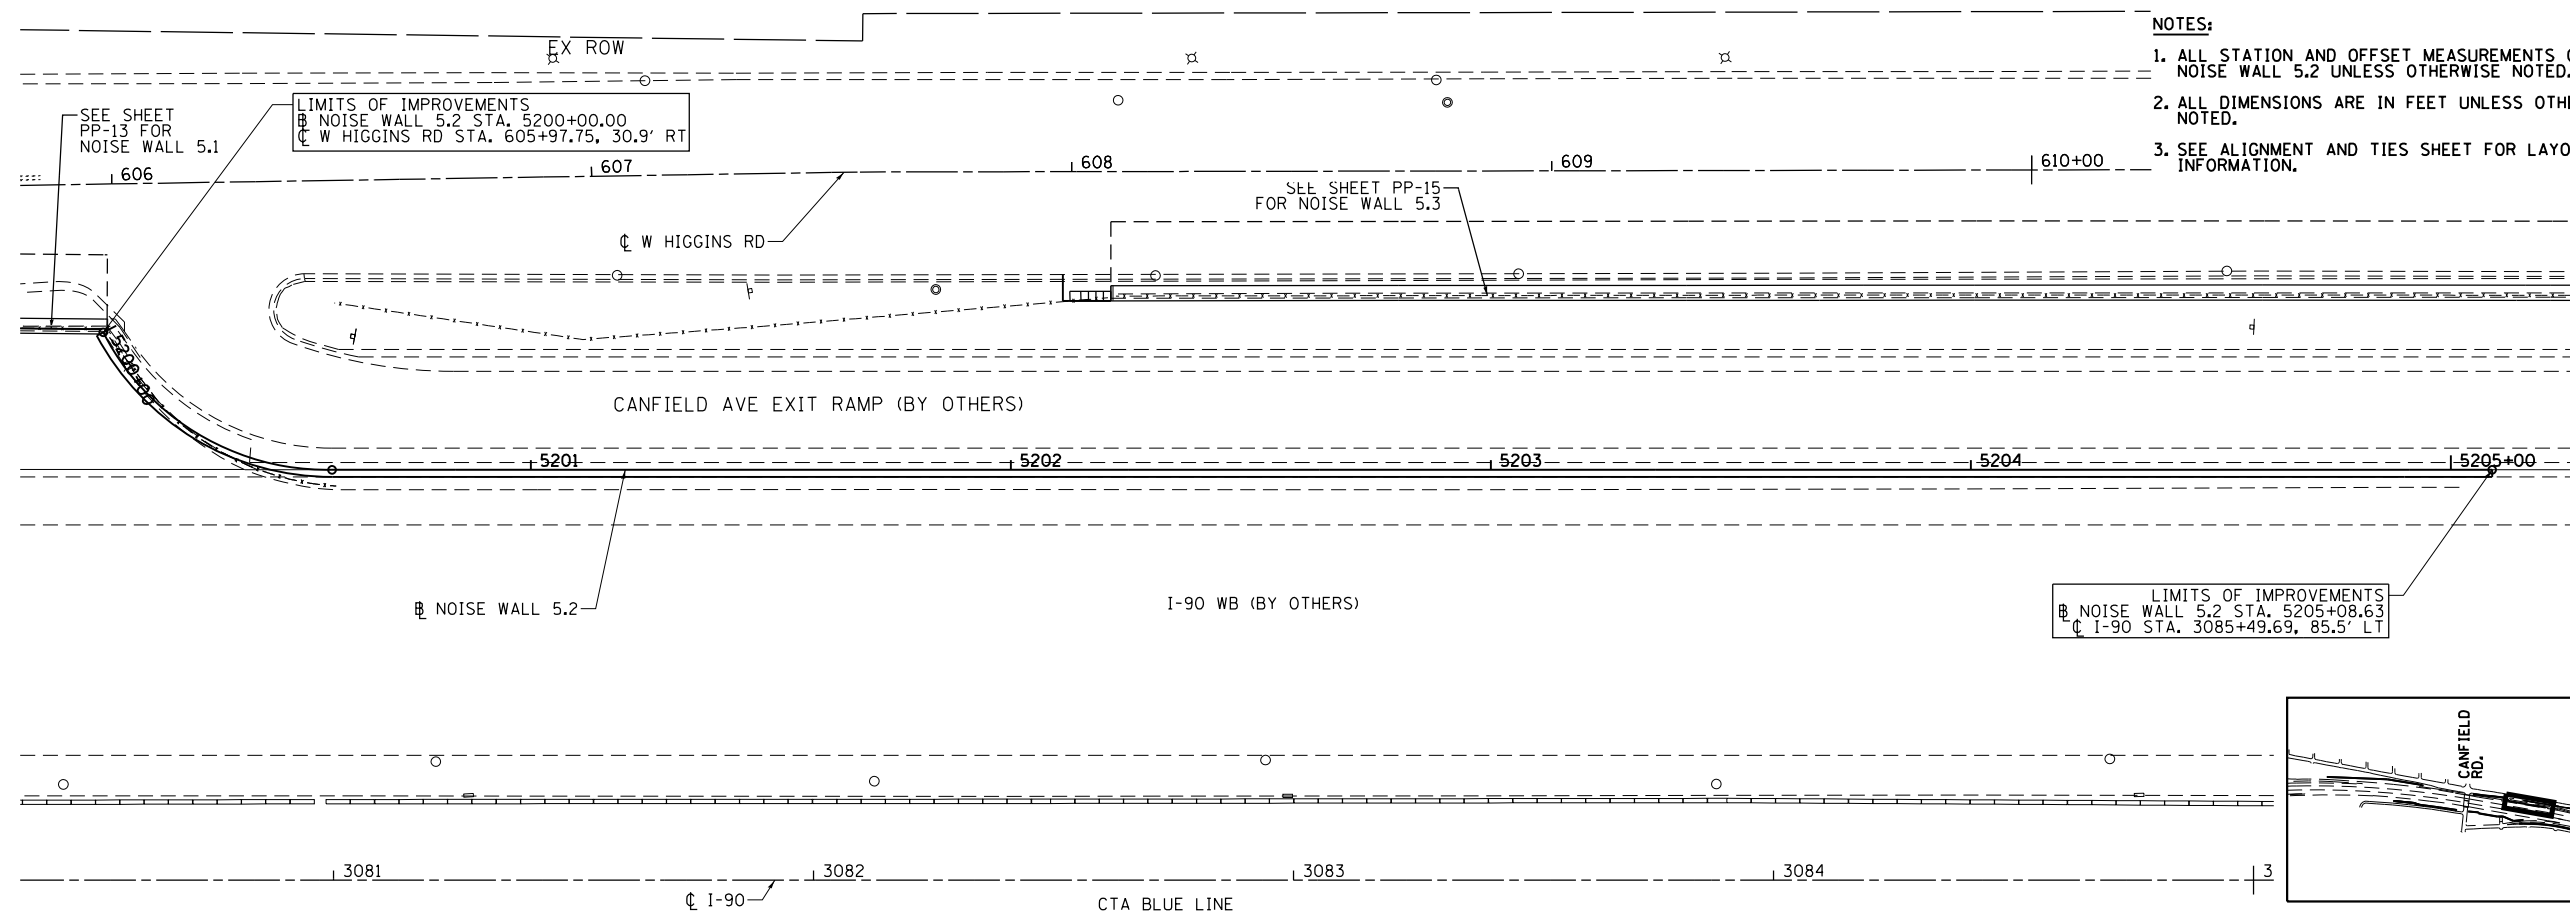 EX ROW
NOTES:
1. ALL STATION AND OFFSET MEASUREMENTS
NOISE WALL 5.2 UNLESS OTHERWISE NOTED.
2. ALL DIMENSIONS ARE IN FEET UNLESS
NOTED.
3. SEE ALIGNMENT AND TIES SHEET FOR
INFORMATION.
SEE SHEET
PP-13 FOR
NOISE WALL 5.1
LIMITS OF IMPROVEMENTS
℄ NOISE WALL 5.2 STA. 5200+00.00
℄ W HIGGINS RD STA. 605+97.75, 30.9' RT
606
607
608
609
610+00
SEE SHEET PP-15
FOR NOISE WALL 5.3
℄ W HIGGINS RD
5200+00
CANFIELD AVE EXIT RAMP (BY OTHERS)
5201
5202
5203
5204
5205+00
℄ NOISE WALL 5.2
I-90 WB (BY OTHERS)
LIMITS OF IMPROVEMENTS
℄ NOISE WALL 5.2 STA. 5205+08.63
℄ I-90 STA. 3085+49.69, 85.5' LT
CANFIELD
RD.
3081
3082
3083
3084
3
℄ I-90
CTA BLUE LINE